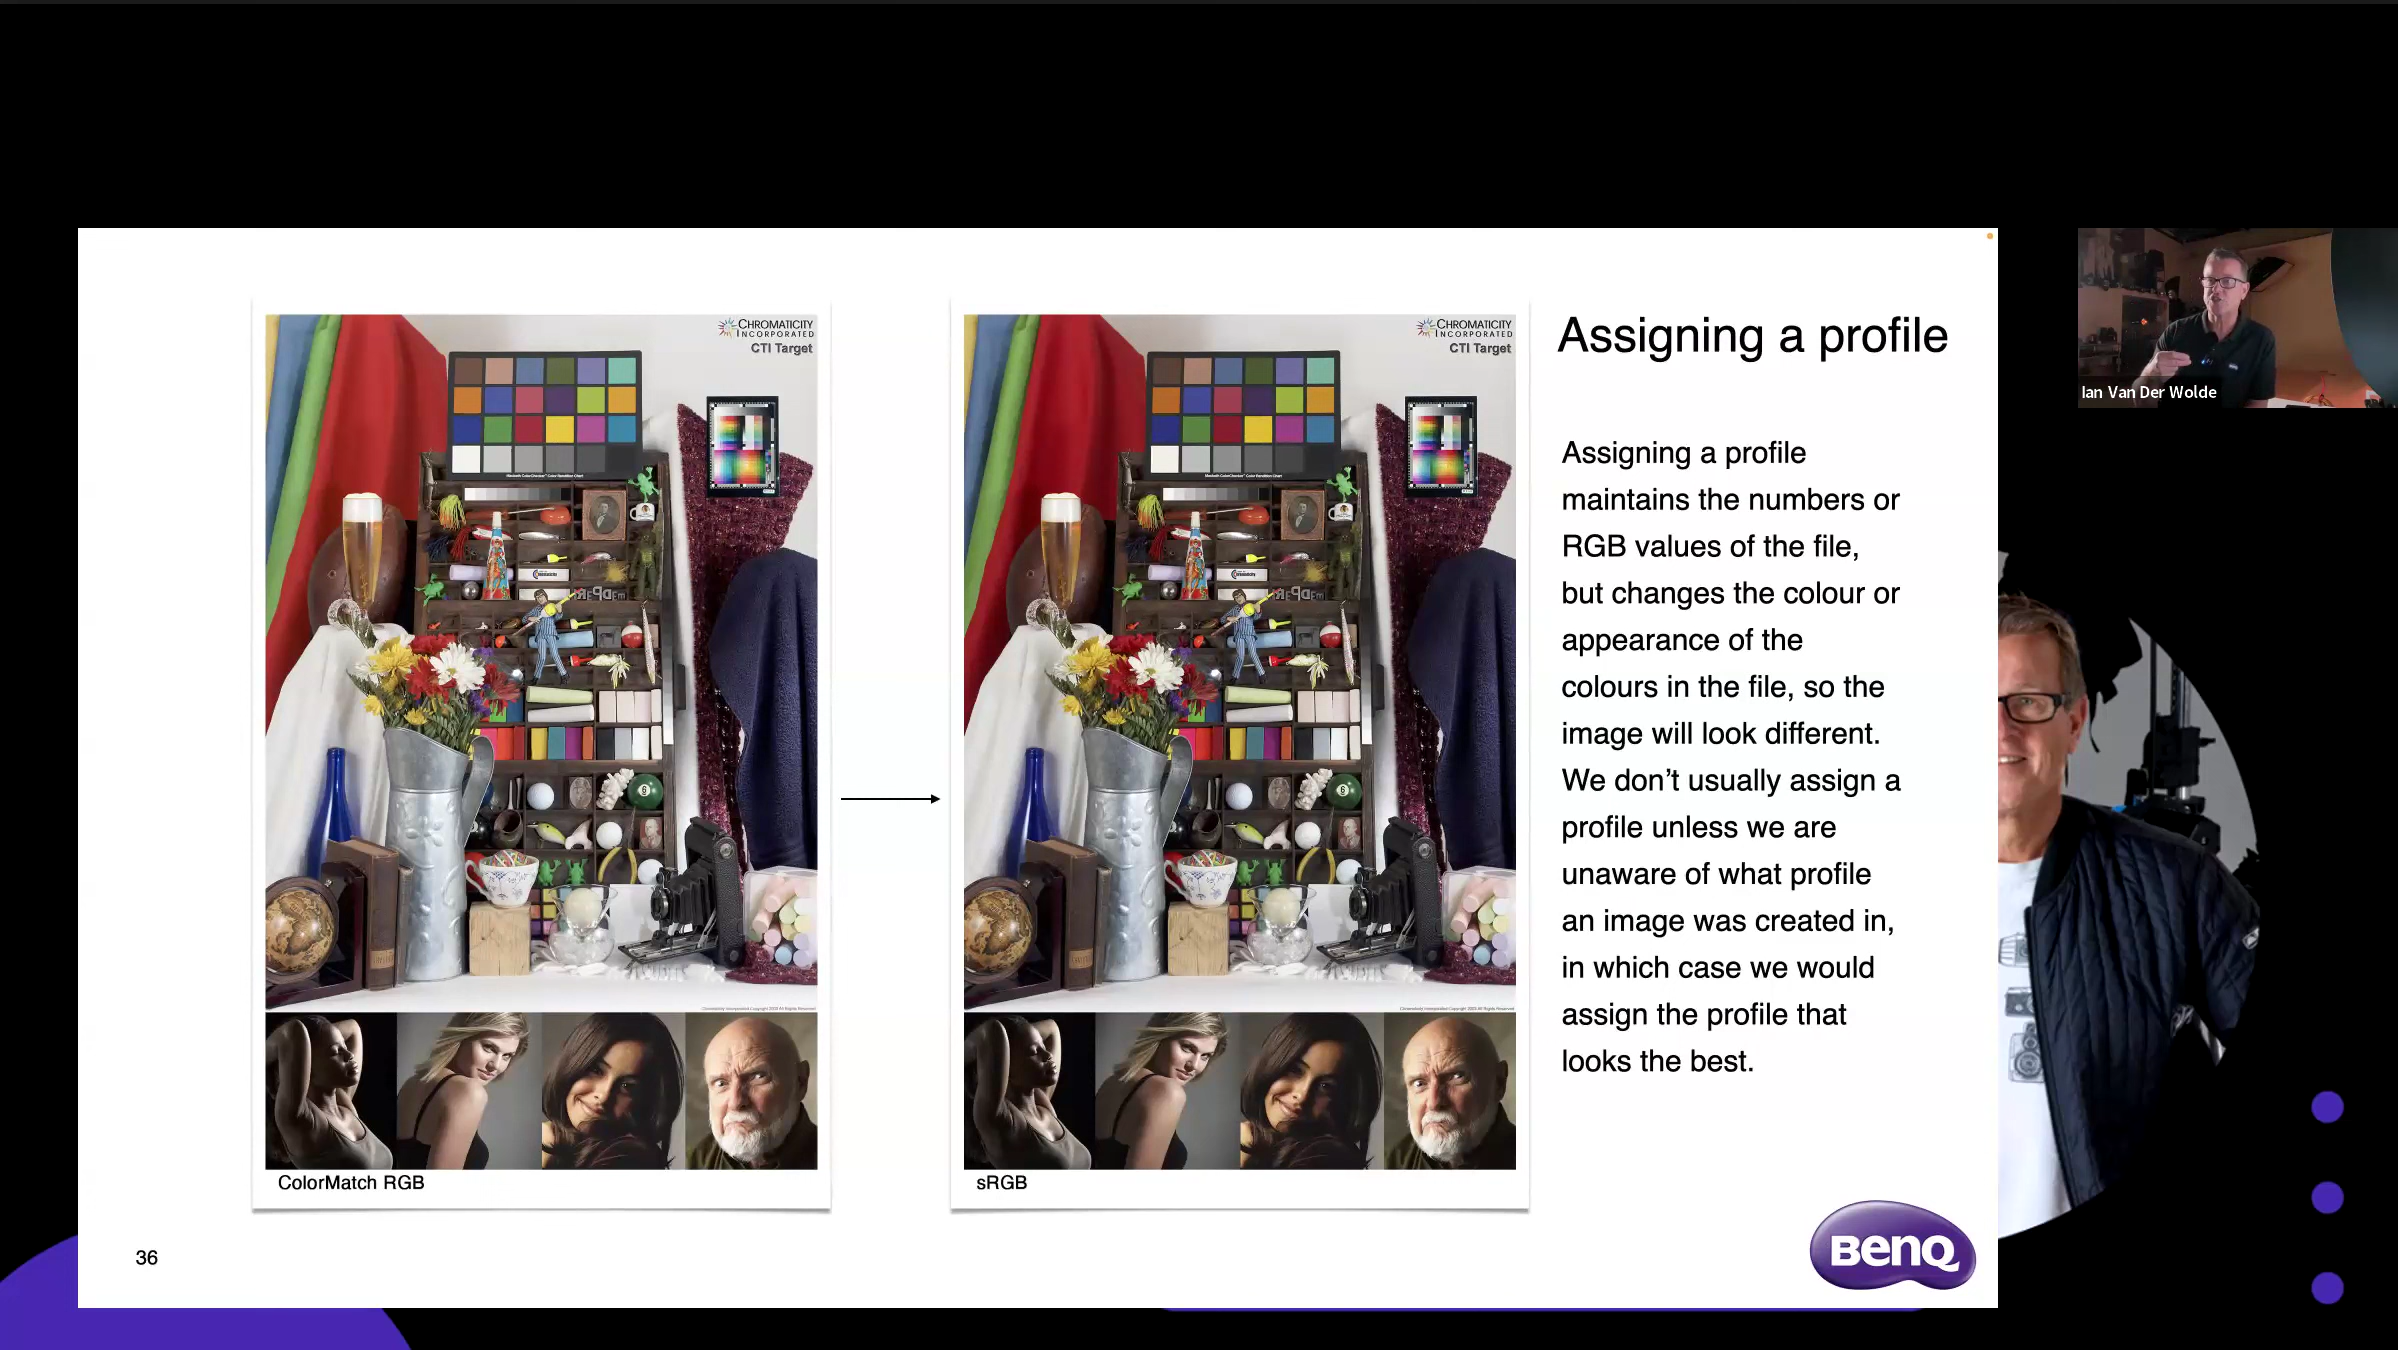 CHROMATICITY
INCORPORATED
CTI Target
ColorMatch RGB
CHROMATICITY
INCORPORATED
CTI Target
sRGB
Assigning a profile
Assigning a profile
maintains the numbers or
RGB values of the file,
but changes the colour or
appearance of the
colours in the file, so the
image will look different.
We don’t usually assign a
profile unless we are
unaware of what profile
an image was created in,
in which case we would
assign the profile that
looks the best.
36
BenQ
Ian Van Der Wolde